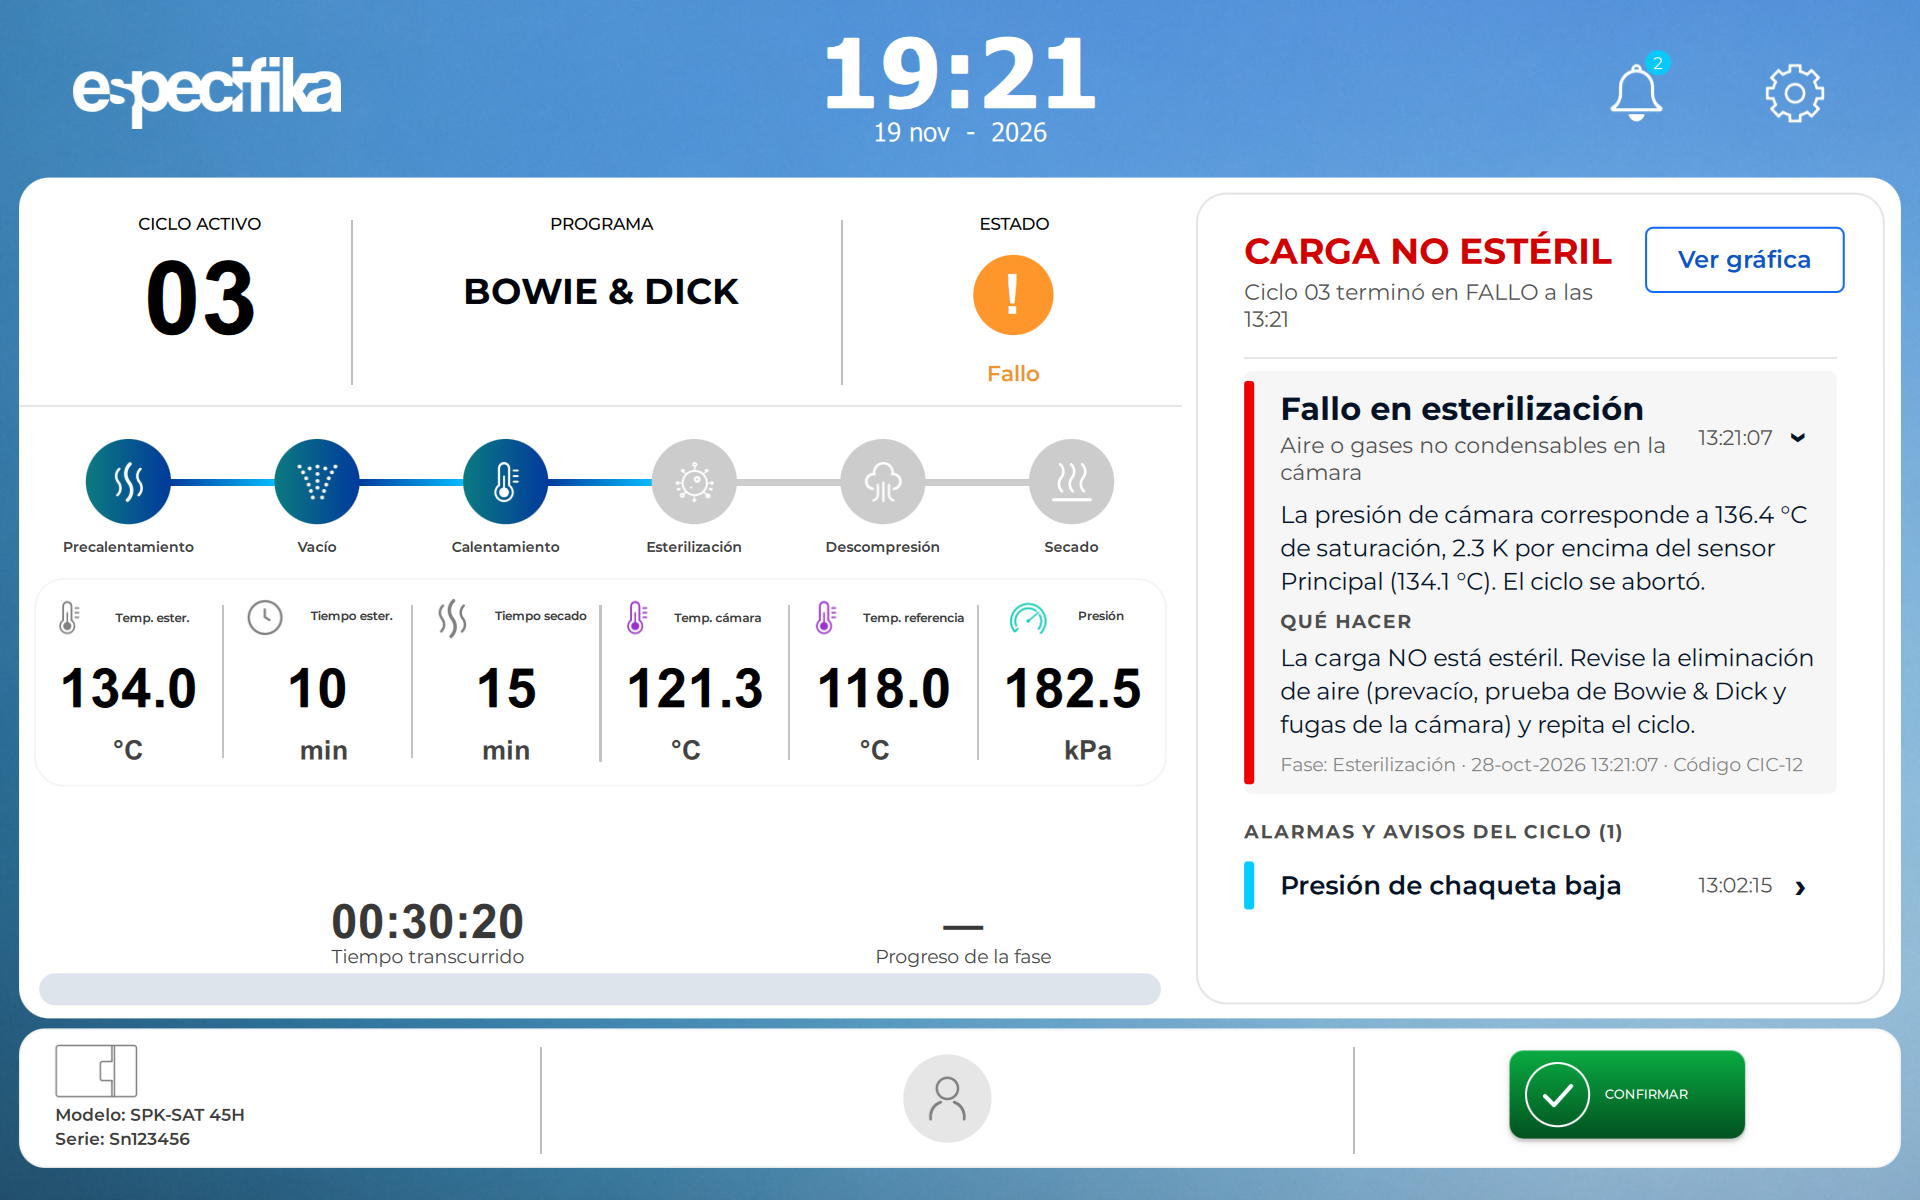 especifika
19:21
19 nov - 2026
2
CICLO ACTIVO
03
PROGRAMA
BOWIE & DICK
ESTADO
!
Fallo
Precalentamiento
Vacío
Calentamiento
Esterilización
Descompresión
Secado
Temp. ester.
134.0
°C
Tiempo ester.
10
min
Tiempo secado
15
min
Temp. cámara
121.3
°C
Temp. referencia
118.0
°C
Presión
182.5
kPa
00:30:20
Tiempo transcurrido
—
Progreso de la fase
CARGA NO ESTÉRIL
Ciclo 03 terminó en FALLO a las
13:21
Ver gráfica
Fallo en esterilización
Aire o gases no condensables en la
cámara
13:21:07
La presión de cámara corresponde a 136.4 °C
de saturación, 2.3 K por encima del sensor
Principal (134.1 °C). El ciclo se abortó.
QUÉ HACER
La carga NO está estéril. Revise la eliminación
de aire (prevacío, prueba de Bowie & Dick y
fugas de la cámara) y repita el ciclo.
Fase: Esterilización · 28-oct-2026 13:21:07 · Código CIC-12
ALARMAS Y AVISOS DEL CICLO (1)
Presión de chaqueta baja
13:02:15
Modelo: SPK-SAT 45H
Serie: Sn123456
CONFIRMAR